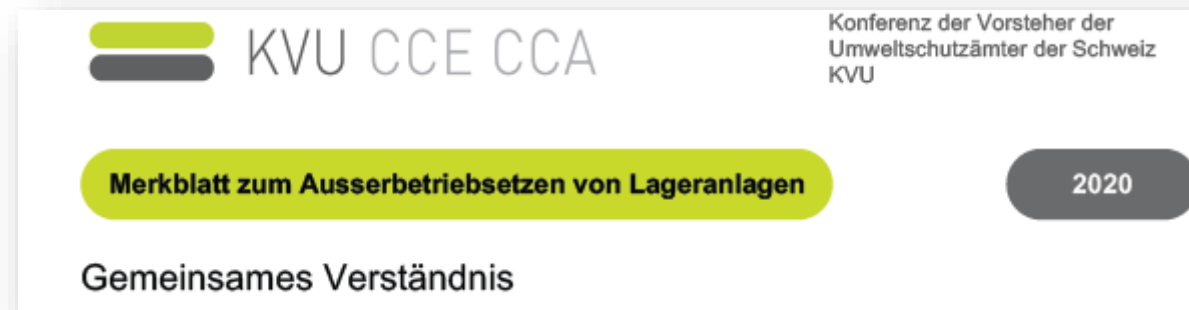 KVU CCE CCA
Konferenz der Vorsteher der
Umweltschutzämter der Schweiz
KVU
Merkblatt zum Ausserbetriebsetzen von Lageranlagen
2020
Gemeinsames Verständnis